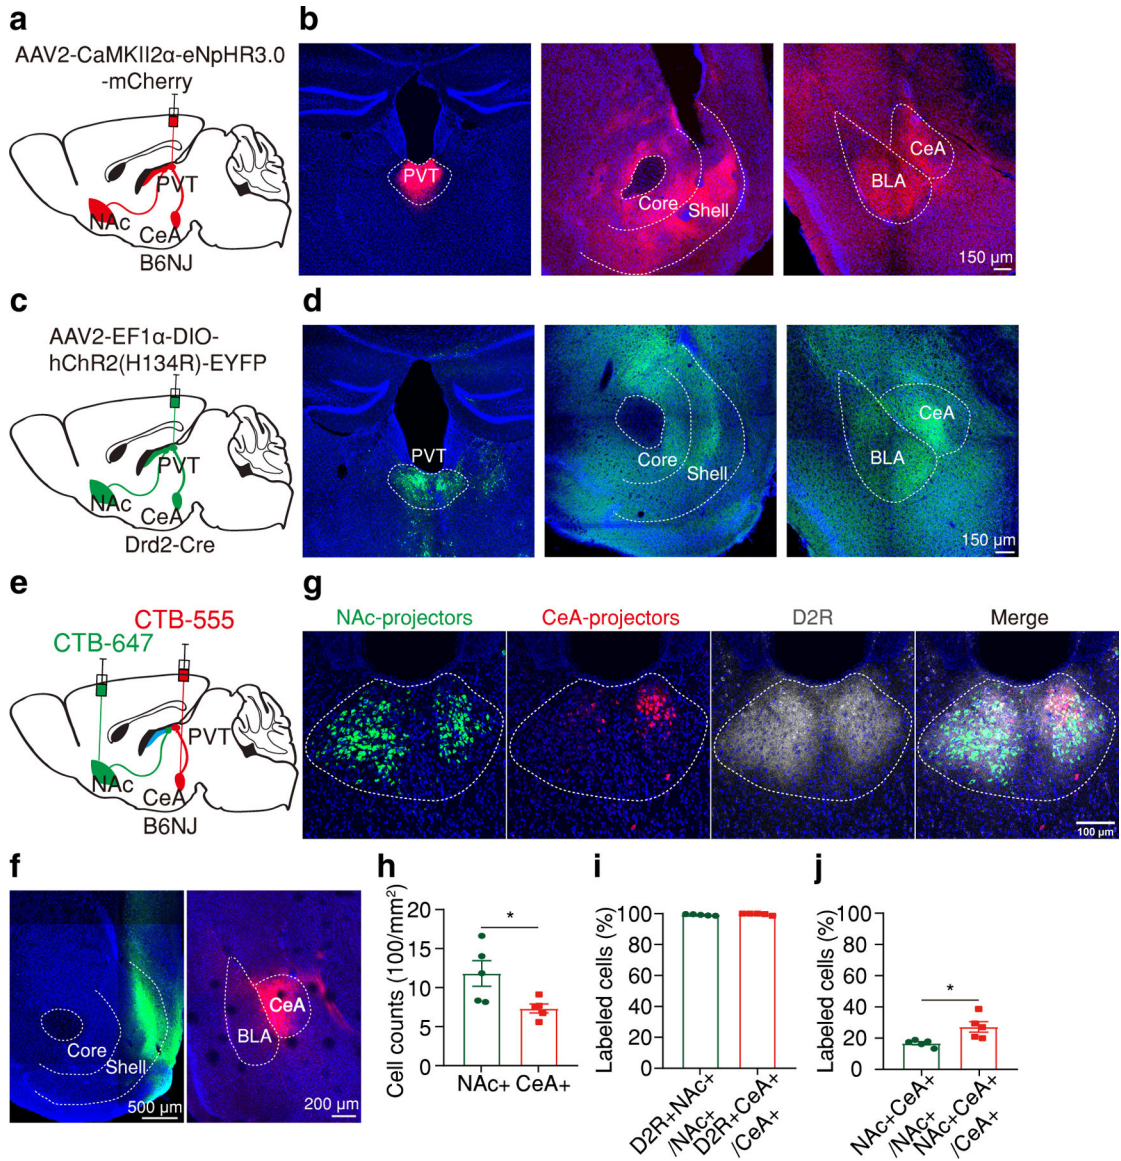 a
AAV2-CaMKII2α-eNpHR3.0
-mCherry
PVT
NAc
CeA
B6NJ
b
PVT
Core
Shell
CeA
BLA
150 µm
c
AAV2-EF1α-DIO-
hChR2(H134R)-EYFP
PVT
NAc
CeA
Drd2-Cre
d
PVT
Core
Shell
CeA
BLA
150 µm
e
CTB-555
CTB-647
PVT
NAc
CeA
B6NJ
g
NAc-projectors
CeA-projectors
D2R
Merge
100 µm
f
Core
Shell
500 µm
CeA
BLA
200 µm
h
Cell counts (100/mm²)
20
15
10
5
0
*
NAc+ CeA+
i
Labeled cells (%)
100
80
60
40
20
0
D2R+NAc+
/NAc+
D2R+CeA+
/CeA+
j
Labeled cells (%)
100
80
60
40
20
0
*
NAc+CeA+
/NAc+
NAc+CeA+
/CeA+